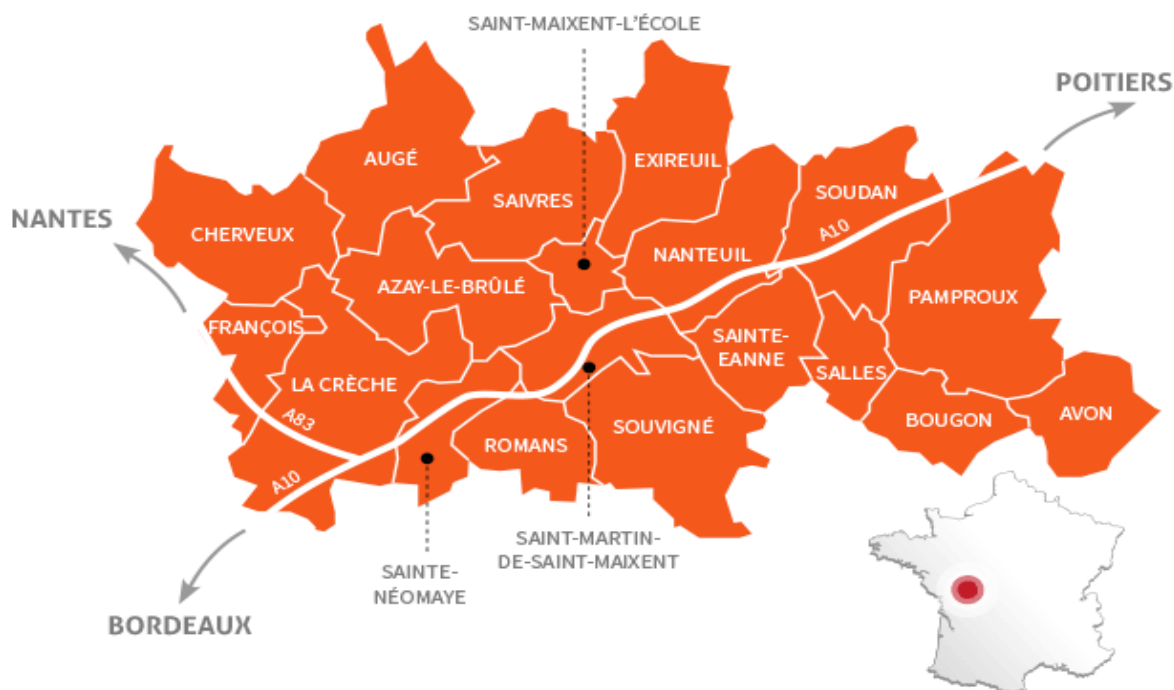 SAINT-MAIXENT-L'ÉCOLE
POITIERS
AUGÉ
EXIREUIL
SOUDAN
SAIVRES
NANTES
CHERVEUX
A10
NANTEUIL
AZAY-LE-BRÛLÉ
PAMPROUX
FRANÇOIS
SAINTE-
EANNE
LA CRÈCHE
SALLES
A83
AVON
BOUGON
SOUVIGNÉ
ROMANS
A10
SAINT-MARTIN-
DE-SAINT-MAIXENT
SAINTE-
NÉOMAYE
BORDEAUX